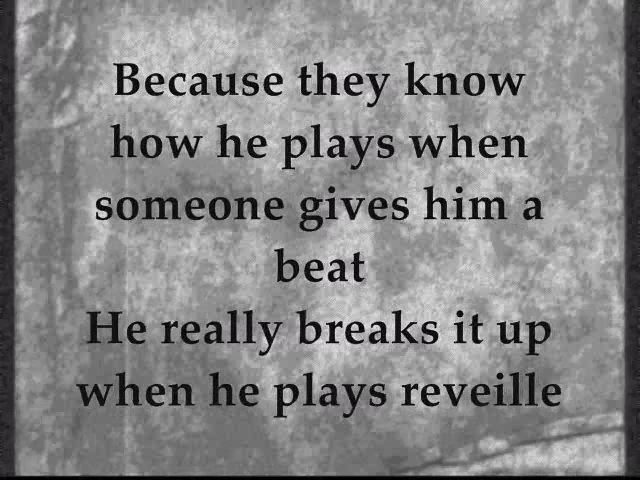 Because they know
how he plays when
someone gives him a
beat
He really breaks it up
when he plays reveille